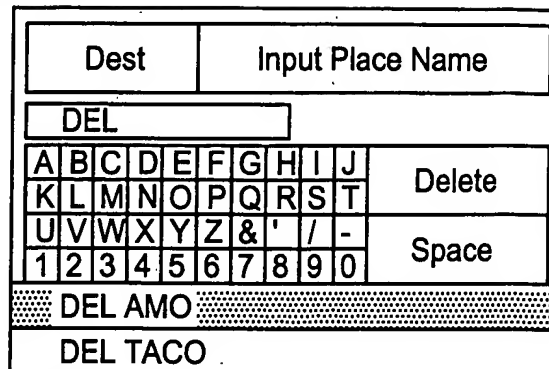 Dest Input Place Name
DEL
A B C D E F G H I J
Delete
K L M N O P Q R S T
U V W X Y Z & ' / -
Space
1 2 3 4 5 6 7 8 9 0
DEL AMO
DEL TACO